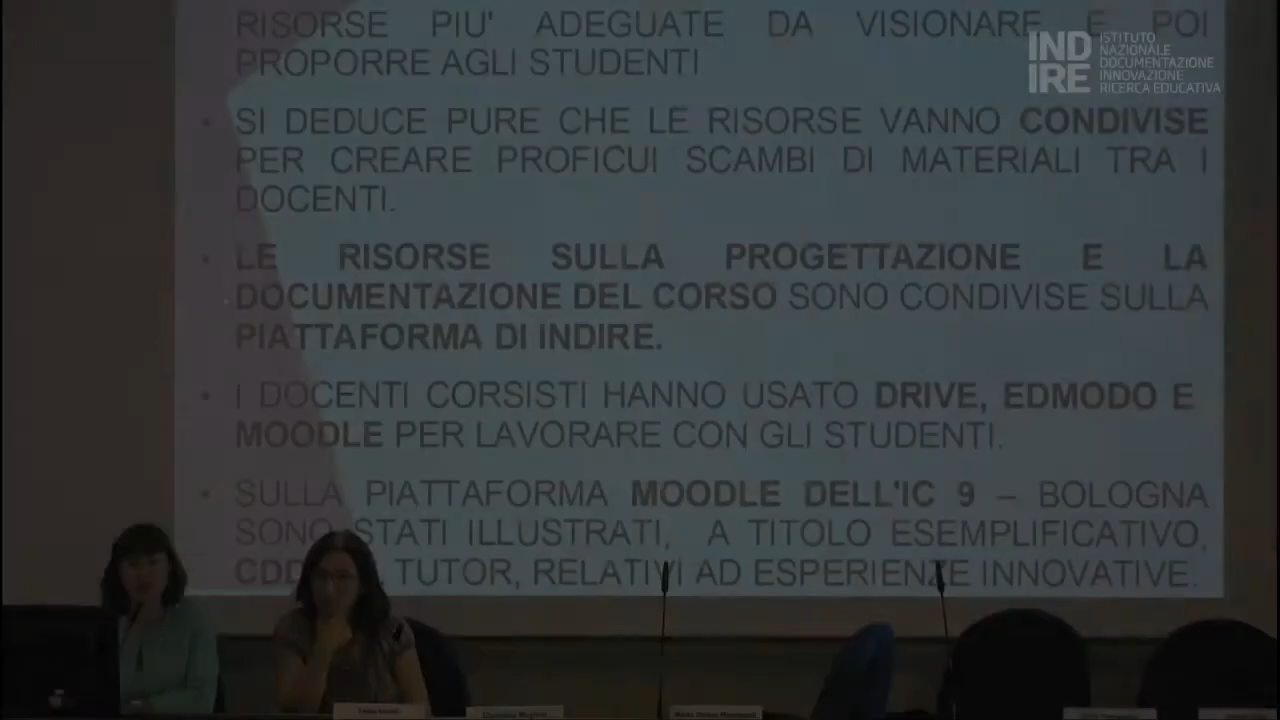 RISORSE PIU' ADEGUATE DA VISIONARE E POI
PROPORRE AGLI STUDENTI
IND
IRE
ISTITUTO
NAZIONALE
DOCUMENTAZIONE
INNOVAZIONE
RICERCA EDUCATIVA
• SI DEDUCE PURE CHE LE RISORSE VANNO CONDIVISE
PER CREARE PROFICUI SCAMBI DI MATERIALI TRA I
DOCENTI.
• LE RISORSE SULLA PROGETTAZIONE E LA
DOCUMENTAZIONE DEL CORSO SONO CONDIVISE SULLA
PIATTAFORMA DI INDIRE.
• I DOCENTI CORSISTI HANNO USATO DRIVE, EDMODO E
MOODLE PER LAVORARE CON GLI STUDENTI.
• SULLA PIATTAFORMA MOODLE DELL'IC 9 – BOLOGNA
SONO STATI ILLUSTRATI, A TITOLO ESEMPLIFICATIVO,
TUTOR, RELATIVI AD ESPERIENZE INNOVATIVE.